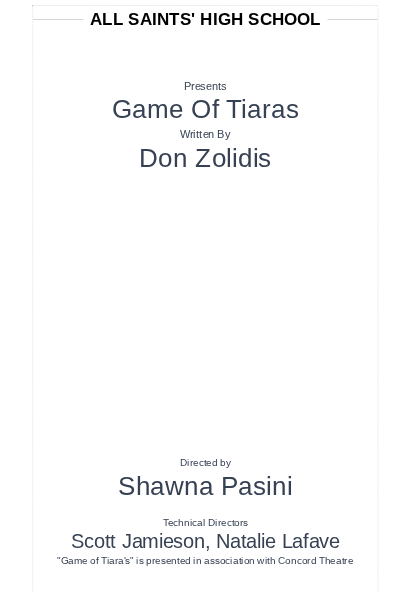 ALL SAINTS' HIGH SCHOOL
Presents
Game Of Tiaras
Written By
Don Zolidis
Directed by
Shawna Pasini
Technical Directors
Scott Jamieson, Natalie Lafave
"Game of Tiara's" is presented in association with Concord Theatre